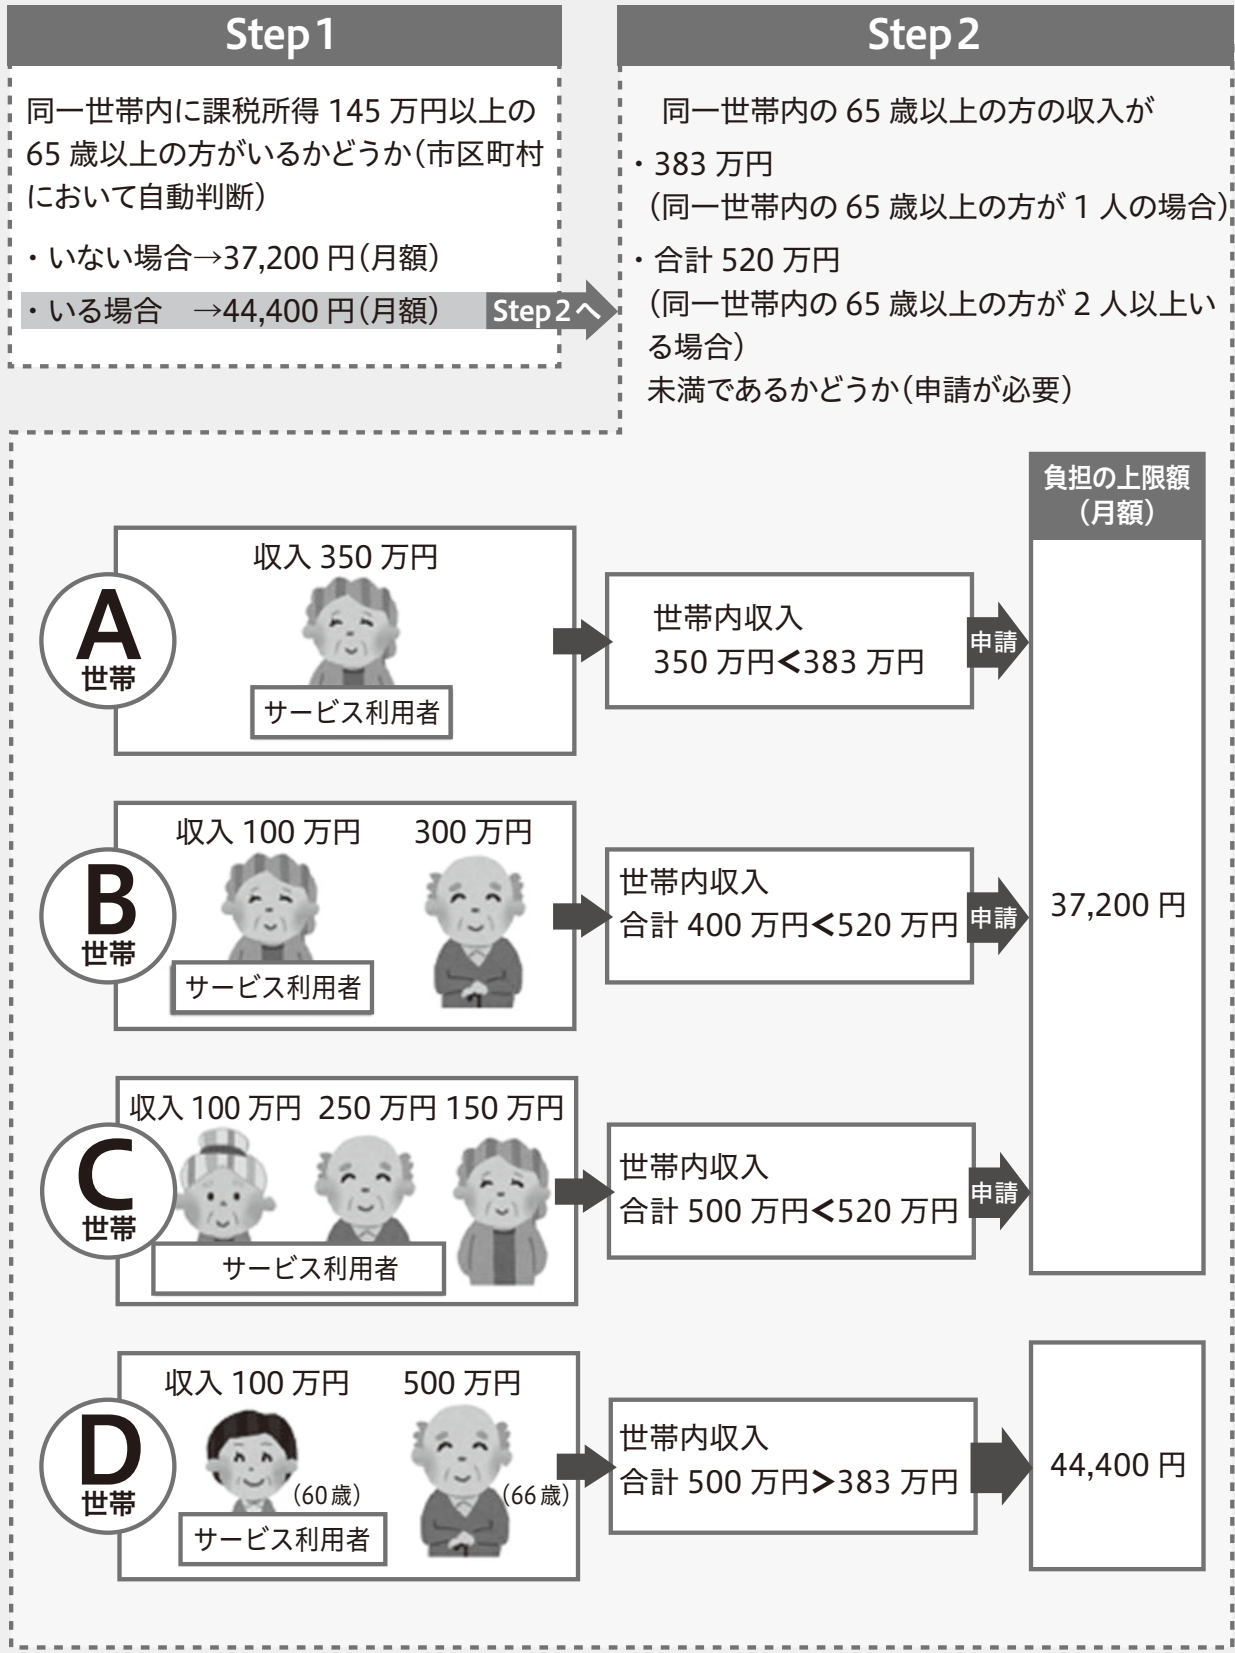 Step1
同一世帯内に課税所得 145 万円以上の
65 歳以上の方がいるかどうか（市区町村
において自動判断）
・いない場合→37,200 円（月額）
・いる場合　→44,400 円（月額）
Step2へ
Step2
同一世帯内の 65 歳以上の方の収入が
・383 万円
（同一世帯内の 65 歳以上の方が 1 人の場合）
・合計 520 万円
（同一世帯内の 65 歳以上の方が 2 人以上い
る場合）
未満であるかどうか（申請が必要）
負担の上限額
（月額）
A
世帯
収入 350 万円
サービス利用者
世帯内収入
350 万円<383 万円
申請
B
世帯
収入 100 万円　300 万円
サービス利用者
世帯内収入
合計 400 万円<520 万円
申請
37,200 円
C
世帯
収入 100 万円 250 万円 150 万円
サービス利用者
世帯内収入
合計 500 万円<520 万円
申請
D
世帯
収入 100 万円　500 万円
（60歳）
（66歳）
サービス利用者
世帯内収入
合計 500 万円>383 万円
44,400 円